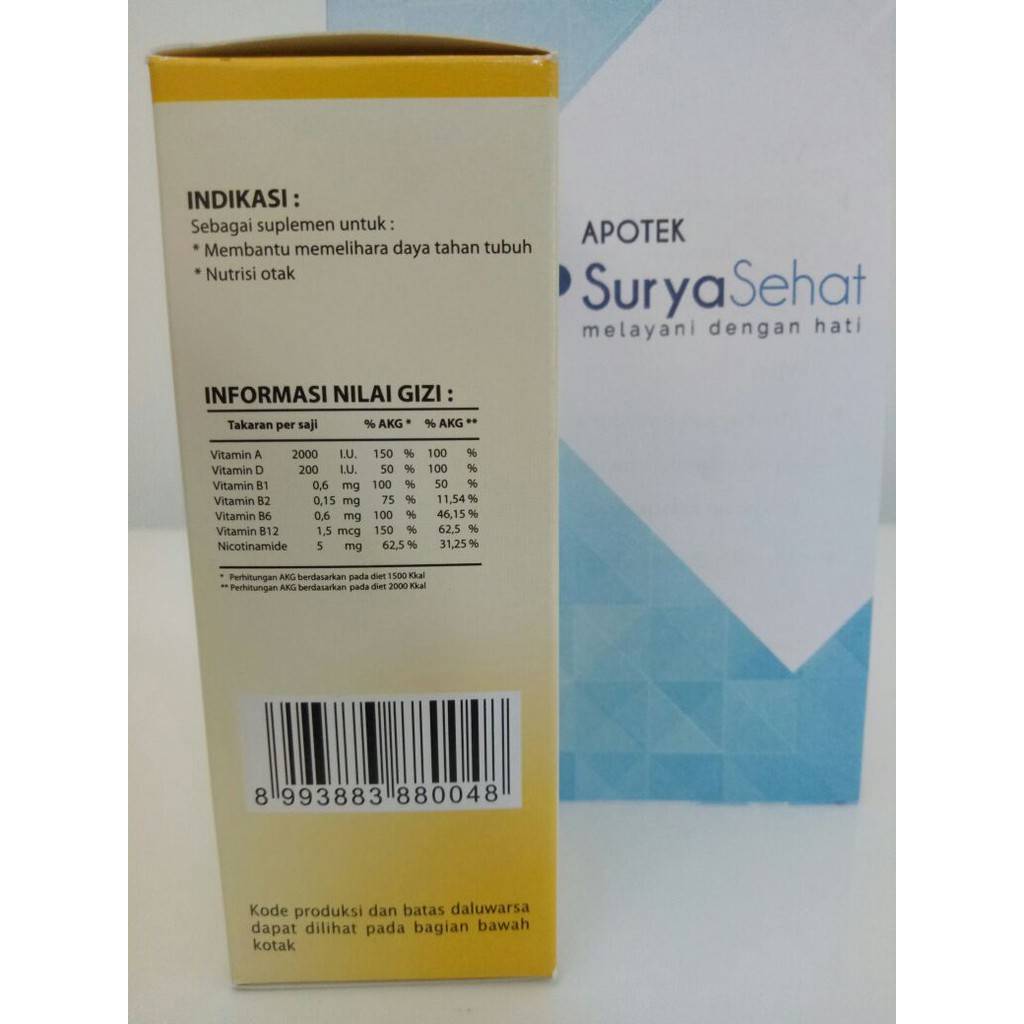 INDIKASI :
Sebagai suplemen untuk :
* Membantu memelihara daya tahan tubuh
* Nutrisi otak
INFORMASI NILAI GIZI :
Takaran per saji % AKG * % AKG **
Vitamin A 2000 I.U. 150 % 100 %
Vitamin D 200 I.U. 50 % 100 %
Vitamin B1 0,6 mg 100 % 50 %
Vitamin B2 0,15 mg 75 % 11,54 %
Vitamin B6 0,6 mg 100 % 46,15 %
Vitamin B12 1,5 mcg 150 % 62,5 %
Nicotinamide 5 mg 62,5 % 31,25 %
* Perhitungan AKG berdasarkan pada diet 1500 Kkal
** Perhitungan AKG berdasarkan pada diet 2000 Kkal
8 993883 880048
Kode produksi dan batas daluwarsa
dapat dilihat pada bagian bawah
kotak
APOTEK
SuryaSehat
melayani dengan hati